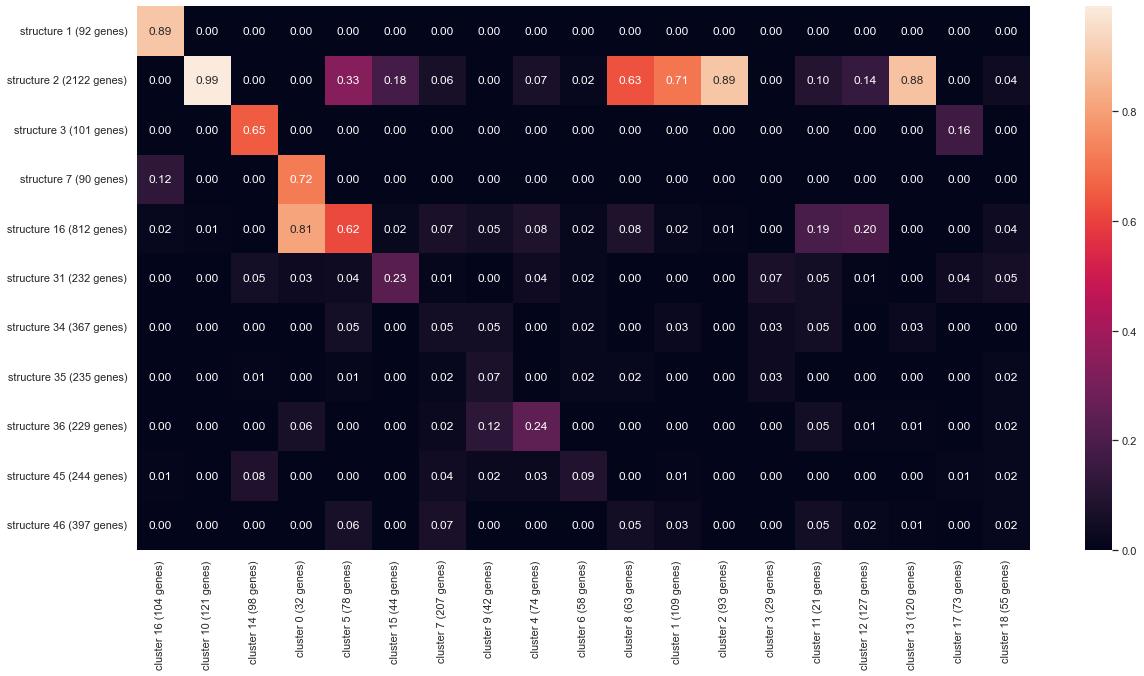 structure 1 (92 genes) 0.89 0.00 0.00 0.00 0.00 0.00 0.00 0.00 0.00 0.00 0.00 0.00 0.00 0.00 0.00 0.00 0.00 0.00 0.00
structure 2 (2122 genes) 0.00 0.99 0.00 0.00 0.33 0.18 0.06 0.00 0.07 0.02 0.63 0.71 0.89 0.00 0.10 0.14 0.88 0.00 0.04
structure 3 (101 genes) 0.00 0.00 0.65 0.00 0.00 0.00 0.00 0.00 0.00 0.00 0.00 0.00 0.00 0.00 0.00 0.00 0.00 0.16 0.00
structure 7 (90 genes) 0.12 0.00 0.00 0.72 0.00 0.00 0.00 0.00 0.00 0.00 0.00 0.00 0.00 0.00 0.00 0.00 0.00 0.00 0.00
structure 16 (812 genes) 0.02 0.01 0.00 0.81 0.62 0.02 0.07 0.05 0.08 0.02 0.08 0.02 0.01 0.00 0.19 0.20 0.00 0.00 0.04
structure 31 (232 genes) 0.00 0.00 0.05 0.03 0.04 0.23 0.01 0.00 0.04 0.02 0.00 0.00 0.00 0.07 0.05 0.01 0.00 0.04 0.05
structure 34 (367 genes) 0.00 0.00 0.00 0.00 0.05 0.00 0.05 0.05 0.00 0.02 0.00 0.03 0.00 0.03 0.05 0.00 0.03 0.00 0.00
structure 35 (235 genes) 0.00 0.00 0.01 0.00 0.01 0.00 0.02 0.07 0.00 0.02 0.02 0.00 0.00 0.03 0.00 0.00 0.00 0.00 0.02
structure 36 (229 genes) 0.00 0.00 0.00 0.06 0.00 0.00 0.02 0.12 0.24 0.00 0.00 0.00 0.00 0.00 0.05 0.01 0.01 0.00 0.02
structure 45 (244 genes) 0.01 0.00 0.08 0.00 0.00 0.00 0.04 0.02 0.03 0.09 0.00 0.01 0.00 0.00 0.00 0.00 0.00 0.01 0.02
structure 46 (397 genes) 0.00 0.00 0.00 0.00 0.06 0.00 0.07 0.00 0.00 0.00 0.05 0.03 0.00 0.00 0.05 0.02 0.01 0.00 0.02
cluster 16 (104 genes)
cluster 10 (121 genes)
cluster 14 (98 genes)
cluster 0 (32 genes)
cluster 5 (78 genes)
cluster 15 (44 genes)
cluster 7 (207 genes)
cluster 9 (42 genes)
cluster 4 (74 genes)
cluster 6 (58 genes)
cluster 8 (63 genes)
cluster 1 (109 genes)
cluster 2 (93 genes)
cluster 3 (29 genes)
cluster 11 (21 genes)
cluster 12 (127 genes)
cluster 13 (120 genes)
cluster 17 (73 genes)
cluster 18 (55 genes)
0.8
0.6
0.4
0.2
0.0